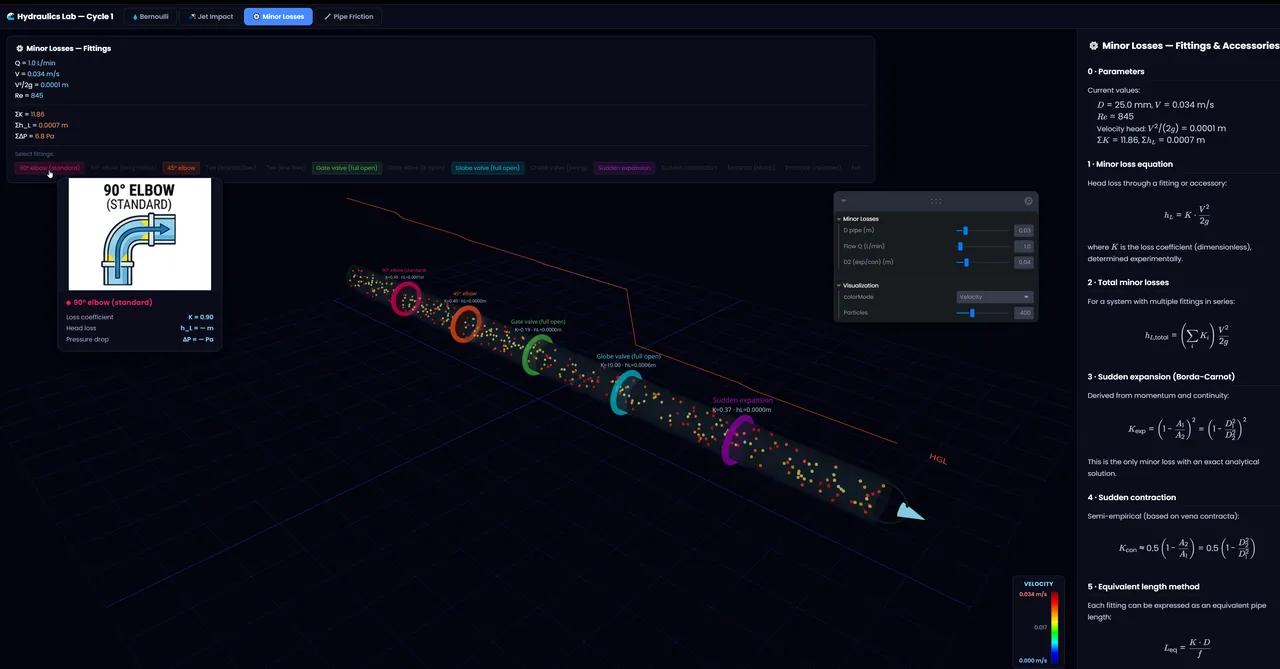 Hydraulics Lab — Cycle 1
Bernoulli
Jet Impact
Minor Losses
Pipe Friction
Minor Losses — Fittings
Q = 1.0 L/min
V = 0.034 m/s
V²/2g = 0.0001 m
Re = 845
ΣK = 11.86
Σh_L = 0.0007 m
ΣΔP = 6.8 Pa
Select fittings:
90° elbow (standard)
45° elbow
Gate valve (full open)
Globe valve (full open)
Sudden expansion
90° ELBOW
(STANDARD)
90° elbow (standard)
Loss coefficient K = 0.90
Head loss h_L = — m
Pressure drop ΔP = — Pa
90° elbow (standard)
45° elbow
K=0.40 · hL=0.0000m
Gate valve (full open)
K=0.19 · hL=0.0000m
Globe valve (full open)
K=10.00 · hL=0.0006m
Sudden expansion
K=0.37 · hL=0.0000m
HGL
Minor Losses
D pipe (m) 0.03
Flow Q (L/min) 1.0
D2 (exp/con) (m) 0.04
Visualization
colorMode Velocity
Particles 400
VELOCITY
0.034 m/s
0.017
0.000 m/s
Minor Losses — Fittings & Accessories
0 · Parameters
Current values:
D = 25.0 mm, V = 0.034 m/s
Re = 845
Velocity head: V²/(2g) = 0.0001 m
ΣK = 11.86, Σh_L = 0.0007 m
1 · Minor loss equation
Head loss through a fitting or accessory:
h_L = K · V²/2g
where K is the loss coefficient (dimensionless),
determined experimentally.
2 · Total minor losses
For a system with multiple fittings in series:
h_L,total = (∑_i K_i) V²/2g
3 · Sudden expansion (Borda-Carnot)
Derived from momentum and continuity:
K_exp = (1 - A₁/A₂)² = (1 - D₁²/D₂²)²
This is the only minor loss with an exact analytical
solution.
4 · Sudden contraction
Semi-empirical (based on vena contracta):
K_con ≈ 0.5 (1 - A₂/A₁) = 0.5 (1 - D₂²/D₁²)
5 · Equivalent length method
Each fitting can be expressed as an equivalent pipe
length:
L_eq = K · D / f